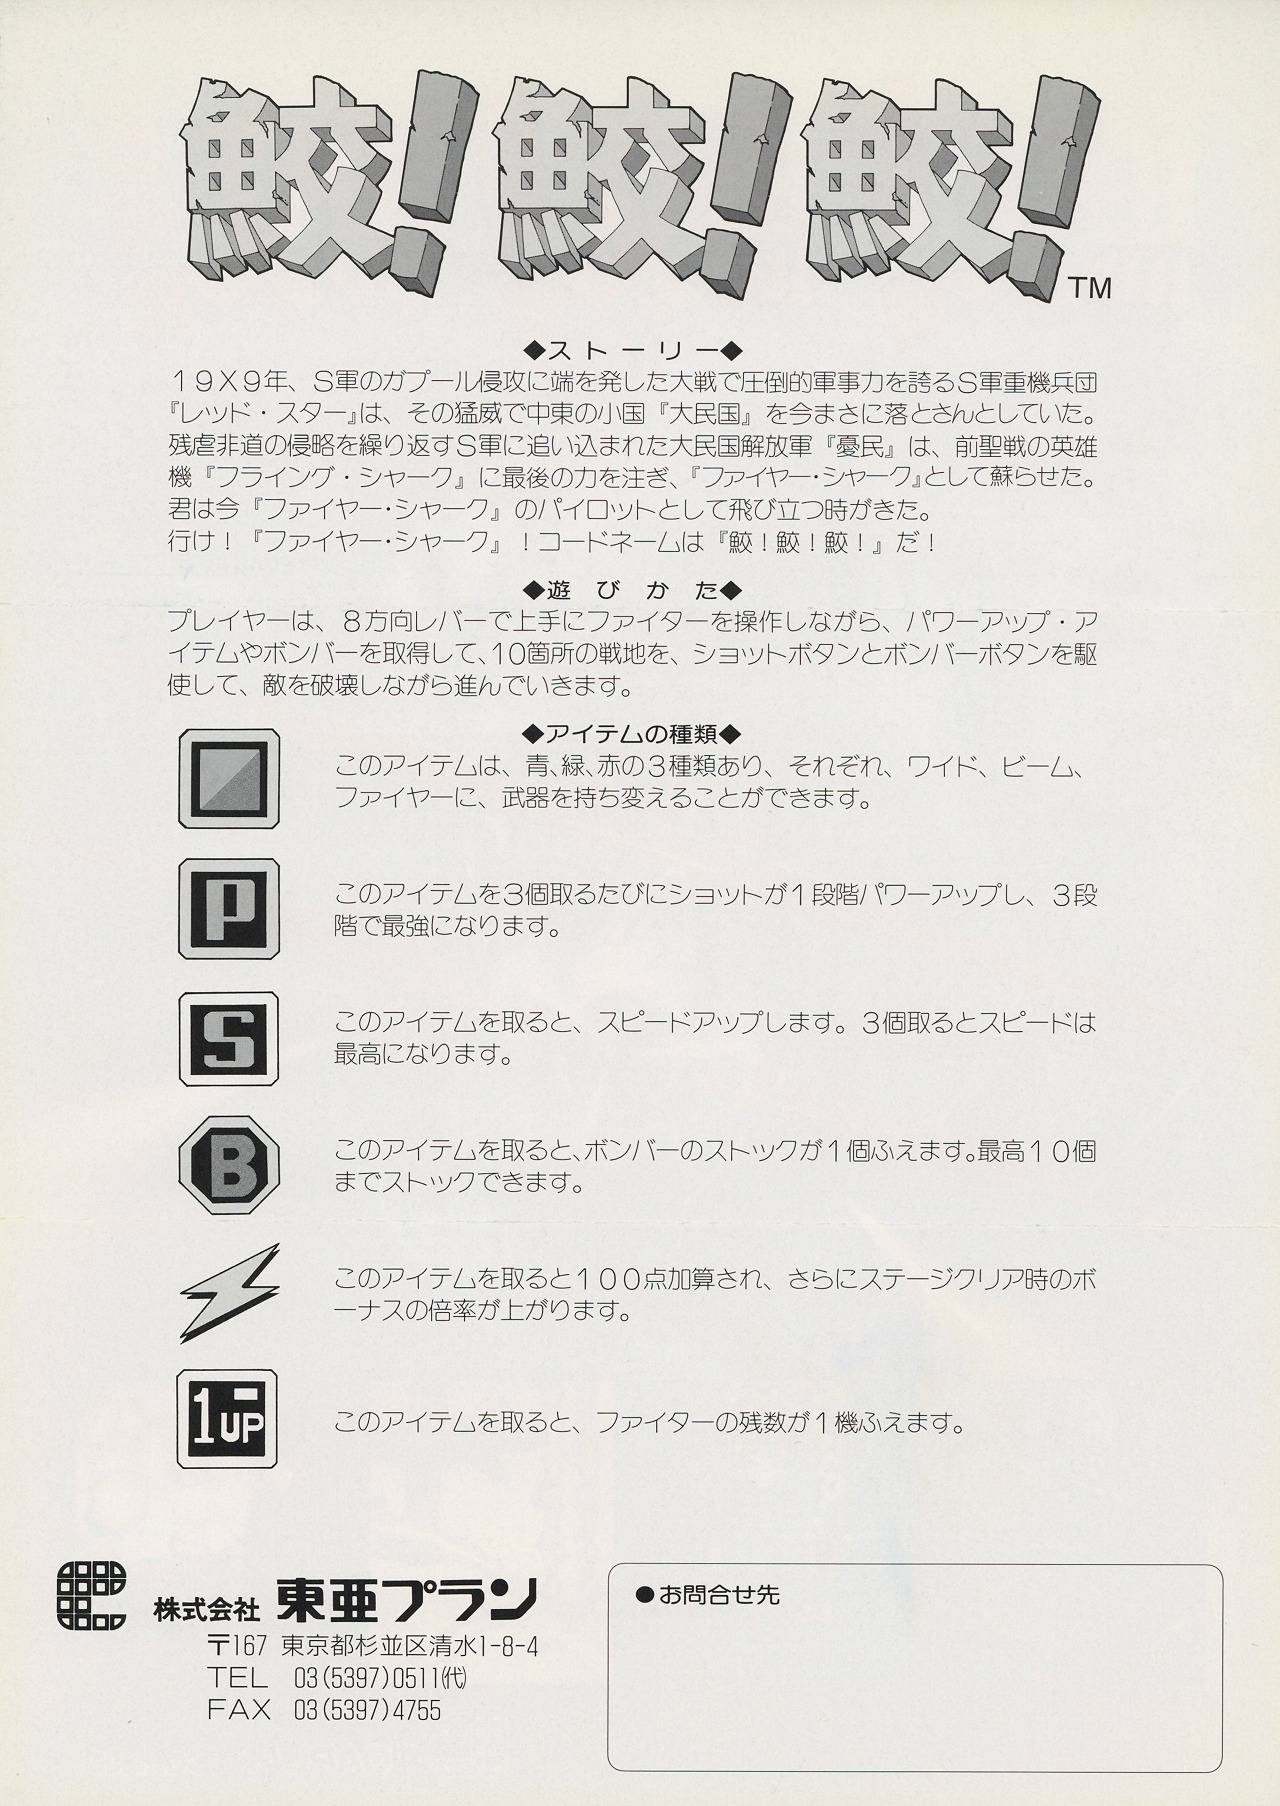 鮫!鮫!鮫!
TM
◆ストーリー◆
19X9年、S軍のガプール侵攻に端を発した大戦で圧倒的軍事力を誇るS軍重機兵団
『レッド・スター』は、その猛威で中東の小国『大民国』を今まさに落とさんとしていた。
残虐非道の侵略を繰り返すS軍に追い込まれた大民国解放軍『憂民』は、前聖戦の英雄
機『フライング・シャーク』に最後の力を注ぎ、『ファイヤー・シャーク』として蘇らせた。
君は今『ファイヤー・シャーク』のパイロットとして飛び立つ時がきた。
行け!『ファイヤー・シャーク』!コードネームは『鮫!鮫!鮫!』だ!
◆遊びかた◆
プレイヤーは、8方向レバーで上手にファイターを操作しながら、パワーアップ・ア
イテムやボンバーを取得して、10箇所の戦地を、ショットボタンとボンバーボタンを駆
使して、敵を破壊しながら進んでいきます。
◆アイテムの種類◆
このアイテムは、青、緑、赤の3種類あり、それぞれ、ワイド、ビーム、
ファイヤーに、武器を持ち変えることができます。
P
このアイテムを3個取るたびにショットが1段階パワーアップし、3段
階で最強になります。
S
このアイテムを取ると、スピードアップします。3個取るとスピードは
最高になります。
B
このアイテムを取ると、ボンバーのストックが1個ふえます。最高10個
までストックできます。
このアイテムを取ると100点加算され、さらにステージクリア時のボ
ーナスの倍率が上がります。
1UP
このアイテムを取ると、ファイターの残数が1機ふえます。
株式会社 東亜プラン
〒167 東京都杉並区清水1-8-4
TEL 03(5397)0511(代)
FAX 03(5397)4755
●お問合せ先